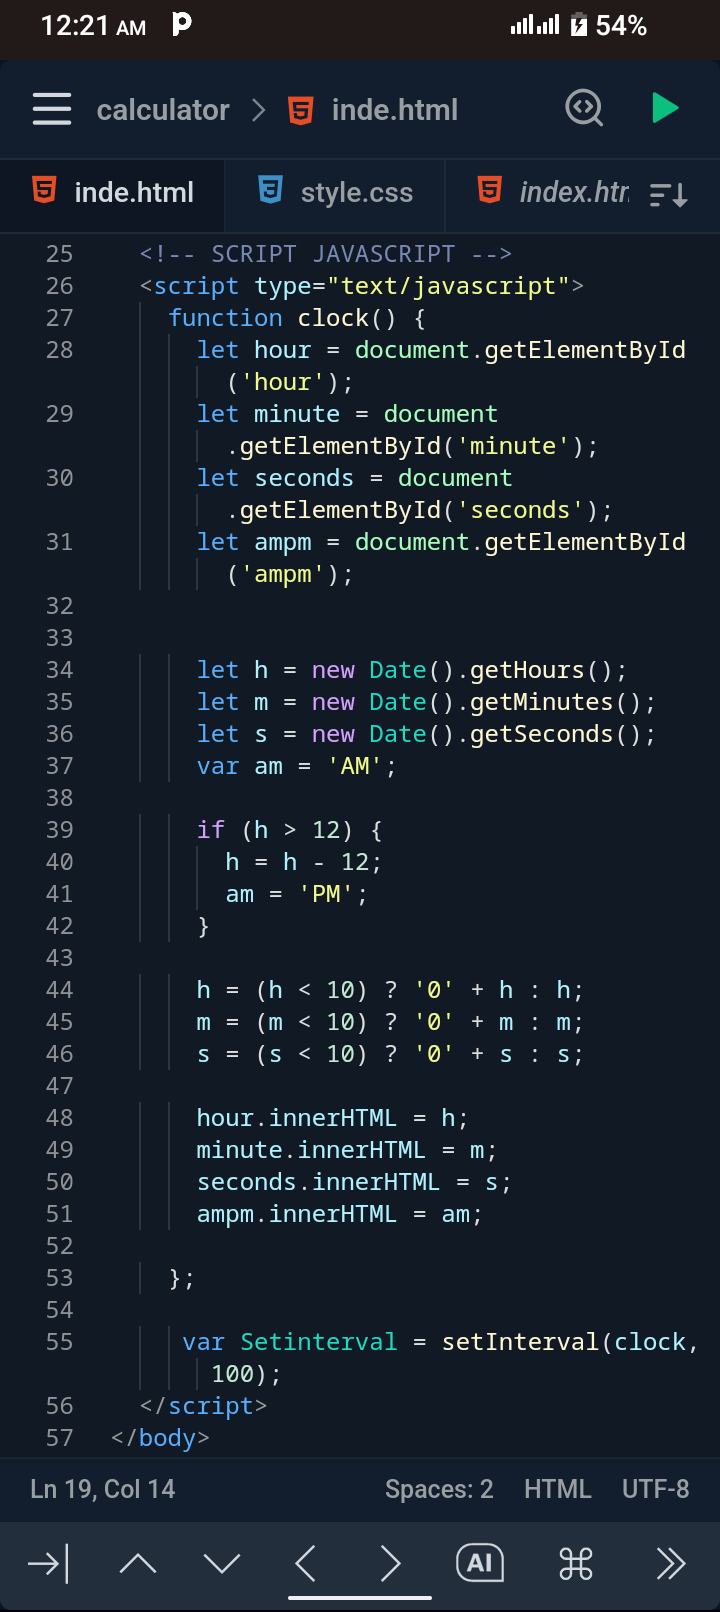 12:21 AM
54%
calculator > inde.html
inde.html style.css index.htr
25 <!-- SCRIPT JAVASCRIPT -->
26 <script type="text/javascript">
27 function clock() {
28 let hour = document.getElementById
('hour');
29 let minute = document
.getElementById('minute');
30 let seconds = document
.getElementById('seconds');
31 let ampm = document.getElementById
('ampm');
32
33
34 let h = new Date().getHours();
35 let m = new Date().getMinutes();
36 let s = new Date().getSeconds();
37 var am = 'AM';
38
39 if (h > 12) {
40 h = h - 12;
41 am = 'PM';
42 }
43
44 h = (h < 10) ? '0' + h : h;
45 m = (m < 10) ? '0' + m : m;
46 s = (s < 10) ? '0' + s : s;
47
48 hour.innerHTML = h;
49 minute.innerHTML = m;
50 seconds.innerHTML = s;
51 ampm.innerHTML = am;
52
53 };
54
55 var Setinterval = setInterval(clock,
100);
56 </script>
57 </body>
Ln 19, Col 14 Spaces: 2 HTML UTF-8
AI